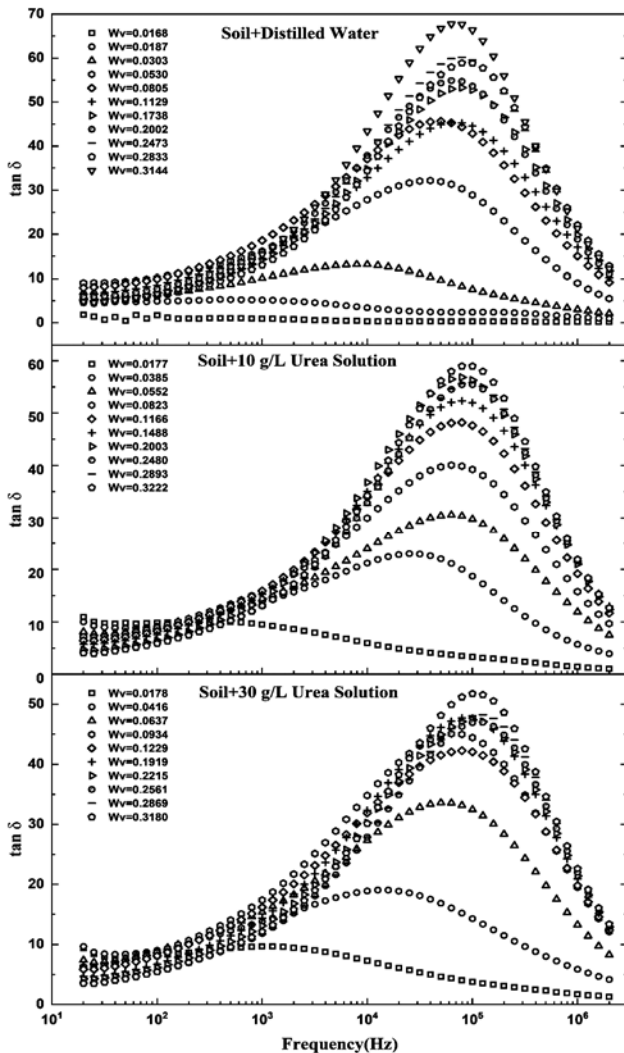 Soil+Distilled Water
Wv=0.0168
Wv=0.0187
Wv=0.0303
Wv=0.0530
Wv=0.0805
Wv=0.1129
Wv=0.1738
Wv=0.2002
Wv=0.2473
Wv=0.2833
Wv=0.3144
70
60
50
40
30
20
10
0
tan δ
Soil+10 g/L Urea Solution
Wv=0.0177
Wv=0.0385
Wv=0.0552
Wv=0.0823
Wv=0.1166
Wv=0.1488
Wv=0.2003
Wv=0.2480
Wv=0.2893
Wv=0.3222
60
50
40
30
20
10
0
tan δ
Soil+30 g/L Urea Solution
Wv=0.0178
Wv=0.0416
Wv=0.0637
Wv=0.0934
Wv=0.1229
Wv=0.1919
Wv=0.2215
Wv=0.2561
Wv=0.2869
Wv=0.3180
50
40
30
20
10
0
tan δ
10¹ 10² 10³ 10⁴ 10⁵ 10⁶
Frequency(Hz)